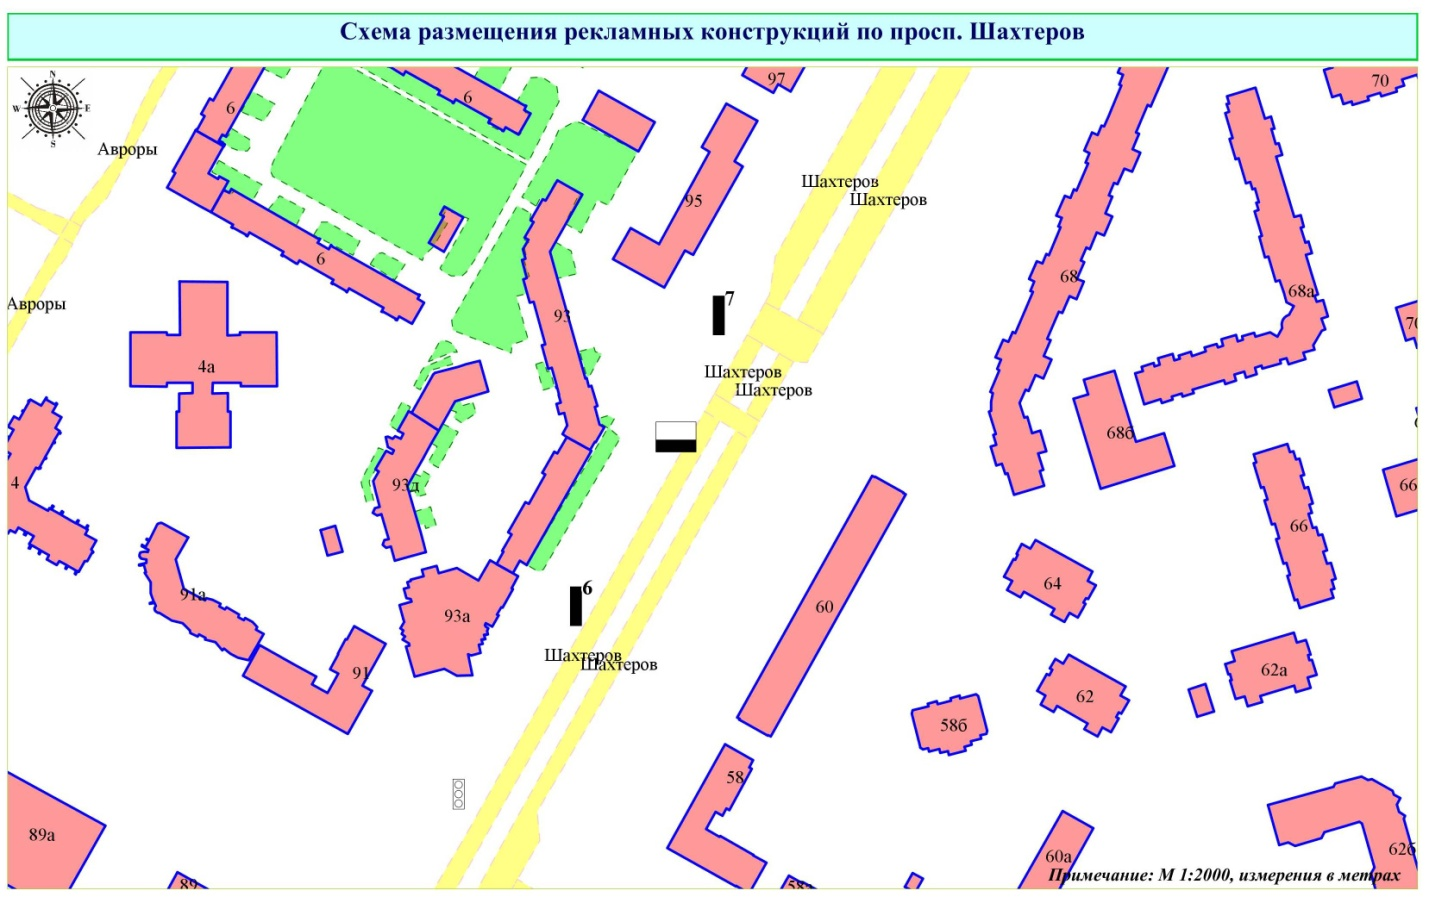 Схема размещения рекламных конструкций по просп. Шахтеров
N
W
E
S
6
6
97
70
Авроры
Шахтеров
Шахтеров
95
6
68
68а
Авроры
7
93
70
4а
Шахтеров
Шахтеров
68б
4
93д
66
66
91а
6
64
60
93а
Шахтеров
Шахтеров
91
62а
62
58б
58
89а
62б
60а
Примечание: М 1:2000, измерения в метрах
89
58а